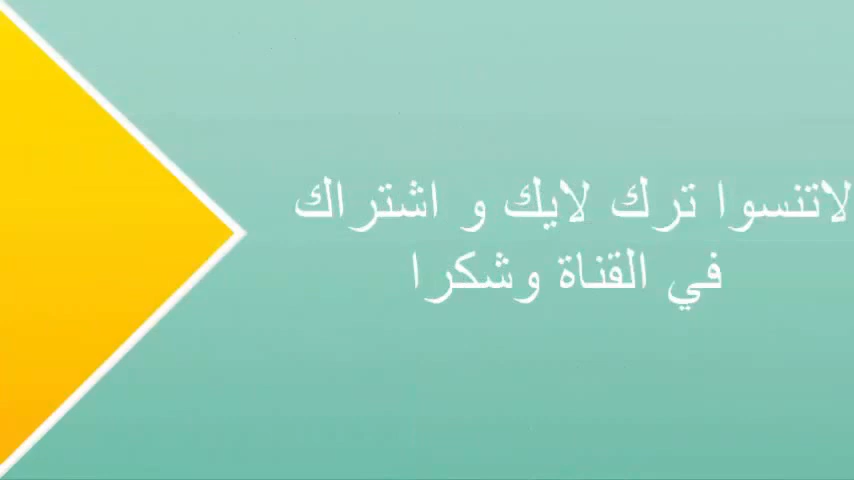 لاتنسوا ترك لايك و اشتراك
في القناة وشكرا